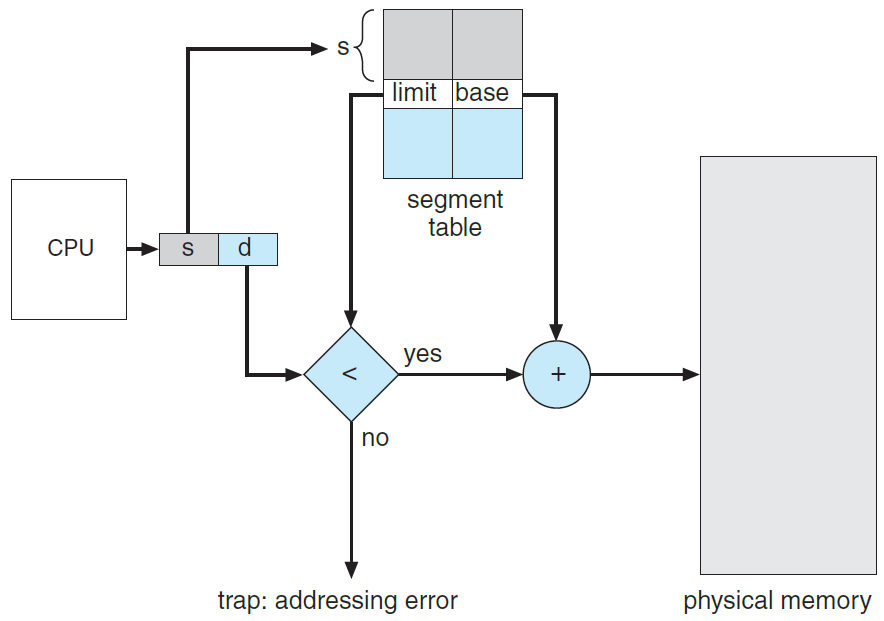 s
limit base
segment
table
CPU
s d
<
yes
+
no
trap: addressing error
physical memory